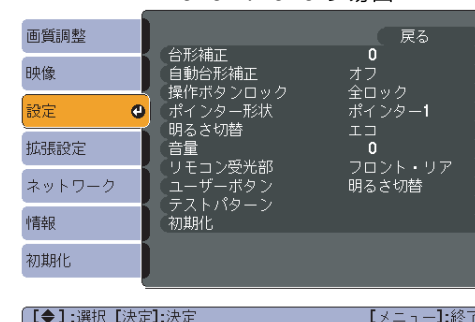 画質調整
映像
設定
拡張設定
ネットワーク
情報
初期化
戻る
台形補正 0
自動台形補正 オフ
操作ボタンロック 全ロック
ポインター形状 ポインター1
明るさ切替 エコ
音量 0
リモコン受光部 フロント・リア
ユーザーボタン 明るさ切替
テストパターン
初期化
[◆]:選択 [決定]:決定 [メニュー]:終了